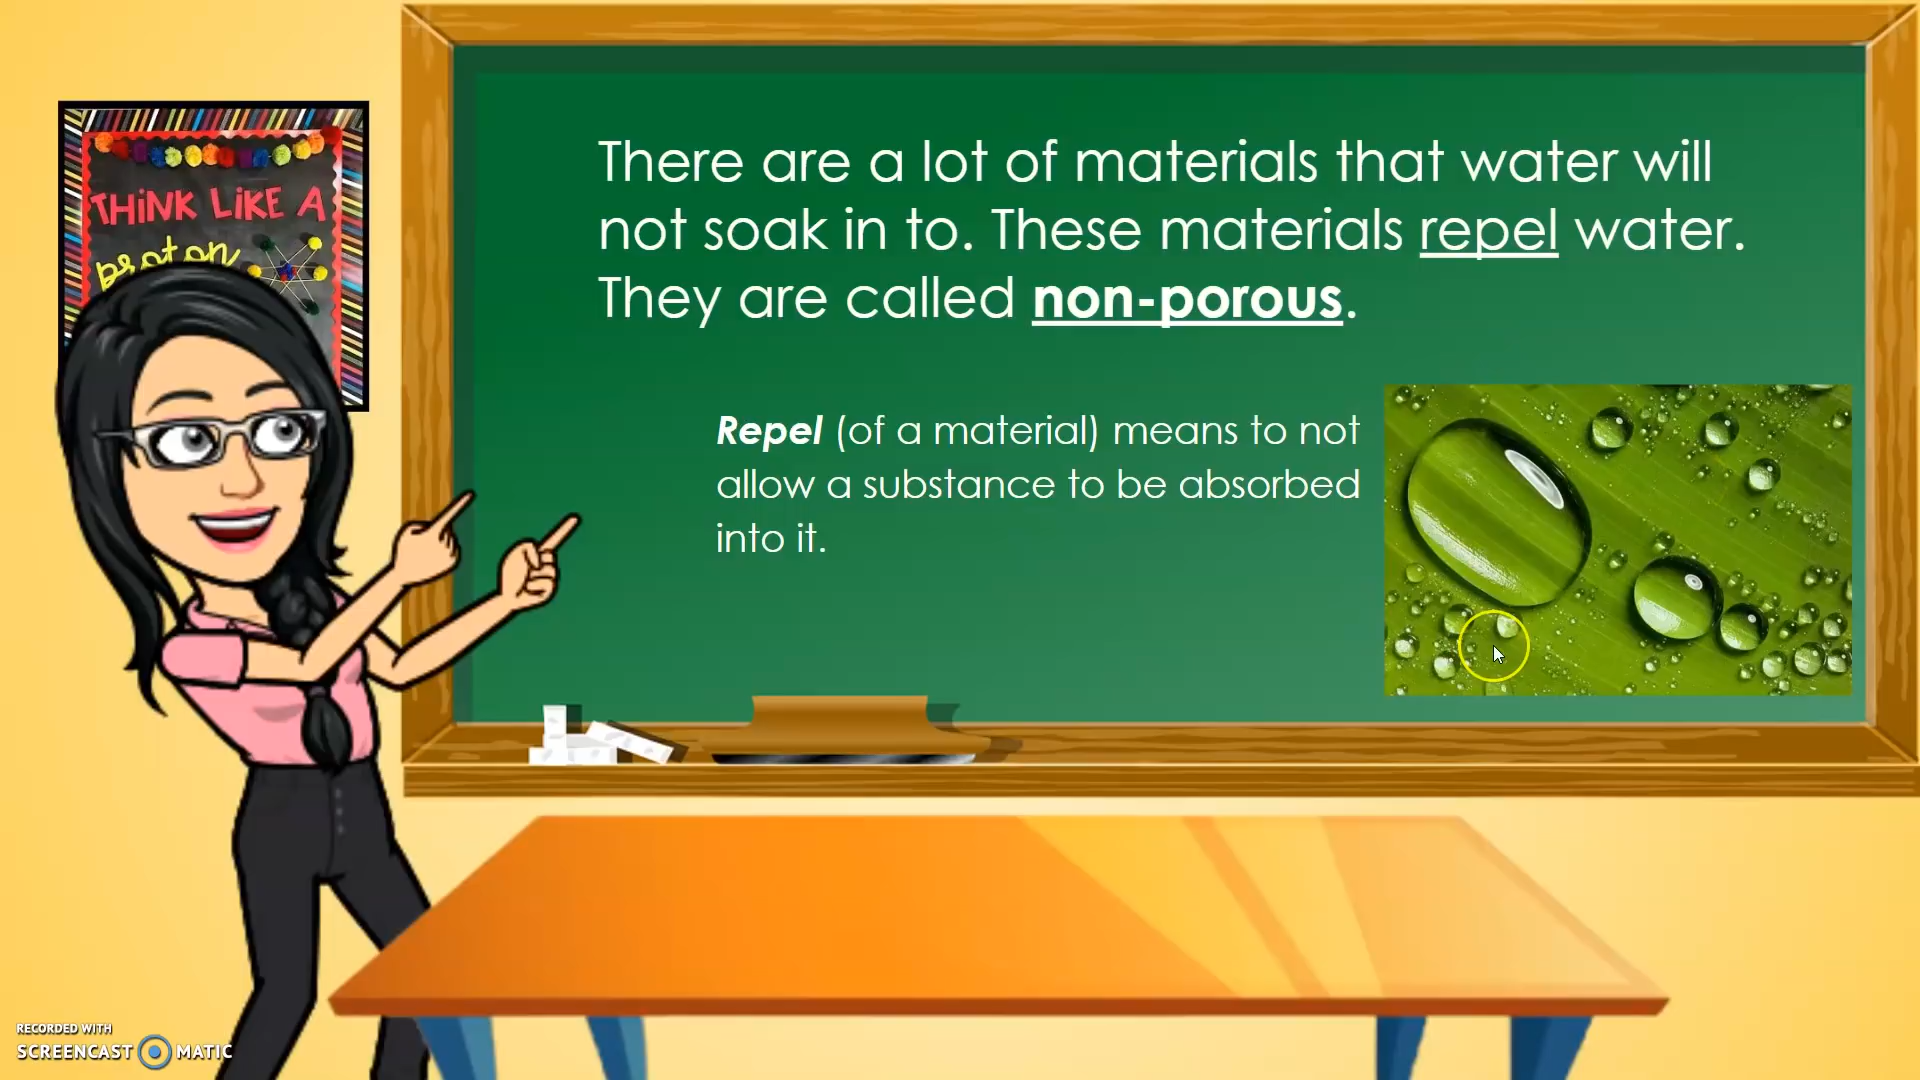 There are a lot of materials that water will
not soak in to. These materials repel water.
They are called non-porous.
Repel (of a material) means to not
allow a substance to be absorbed
into it.
THiNK LiKE A
proton
RECORDED WITH
SCREENCAST MATIC